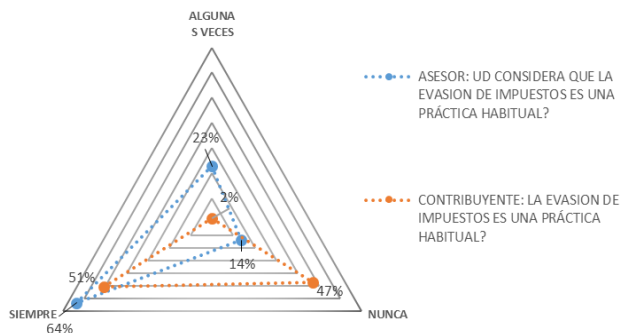 ALGUNA
S VECES
ASESOR: UD CONSIDERA QUE LA
EVASION DE IMPUESTOS ES UNA
PRÁCTICA HABITUAL?
23%
2%
CONTRIBUYENTE: LA EVASION DE
IMPUESTOS ES UNA PRÁCTICA
HABITUAL?
14%
51%
47%
SIEMPRE
NUNCA
64%